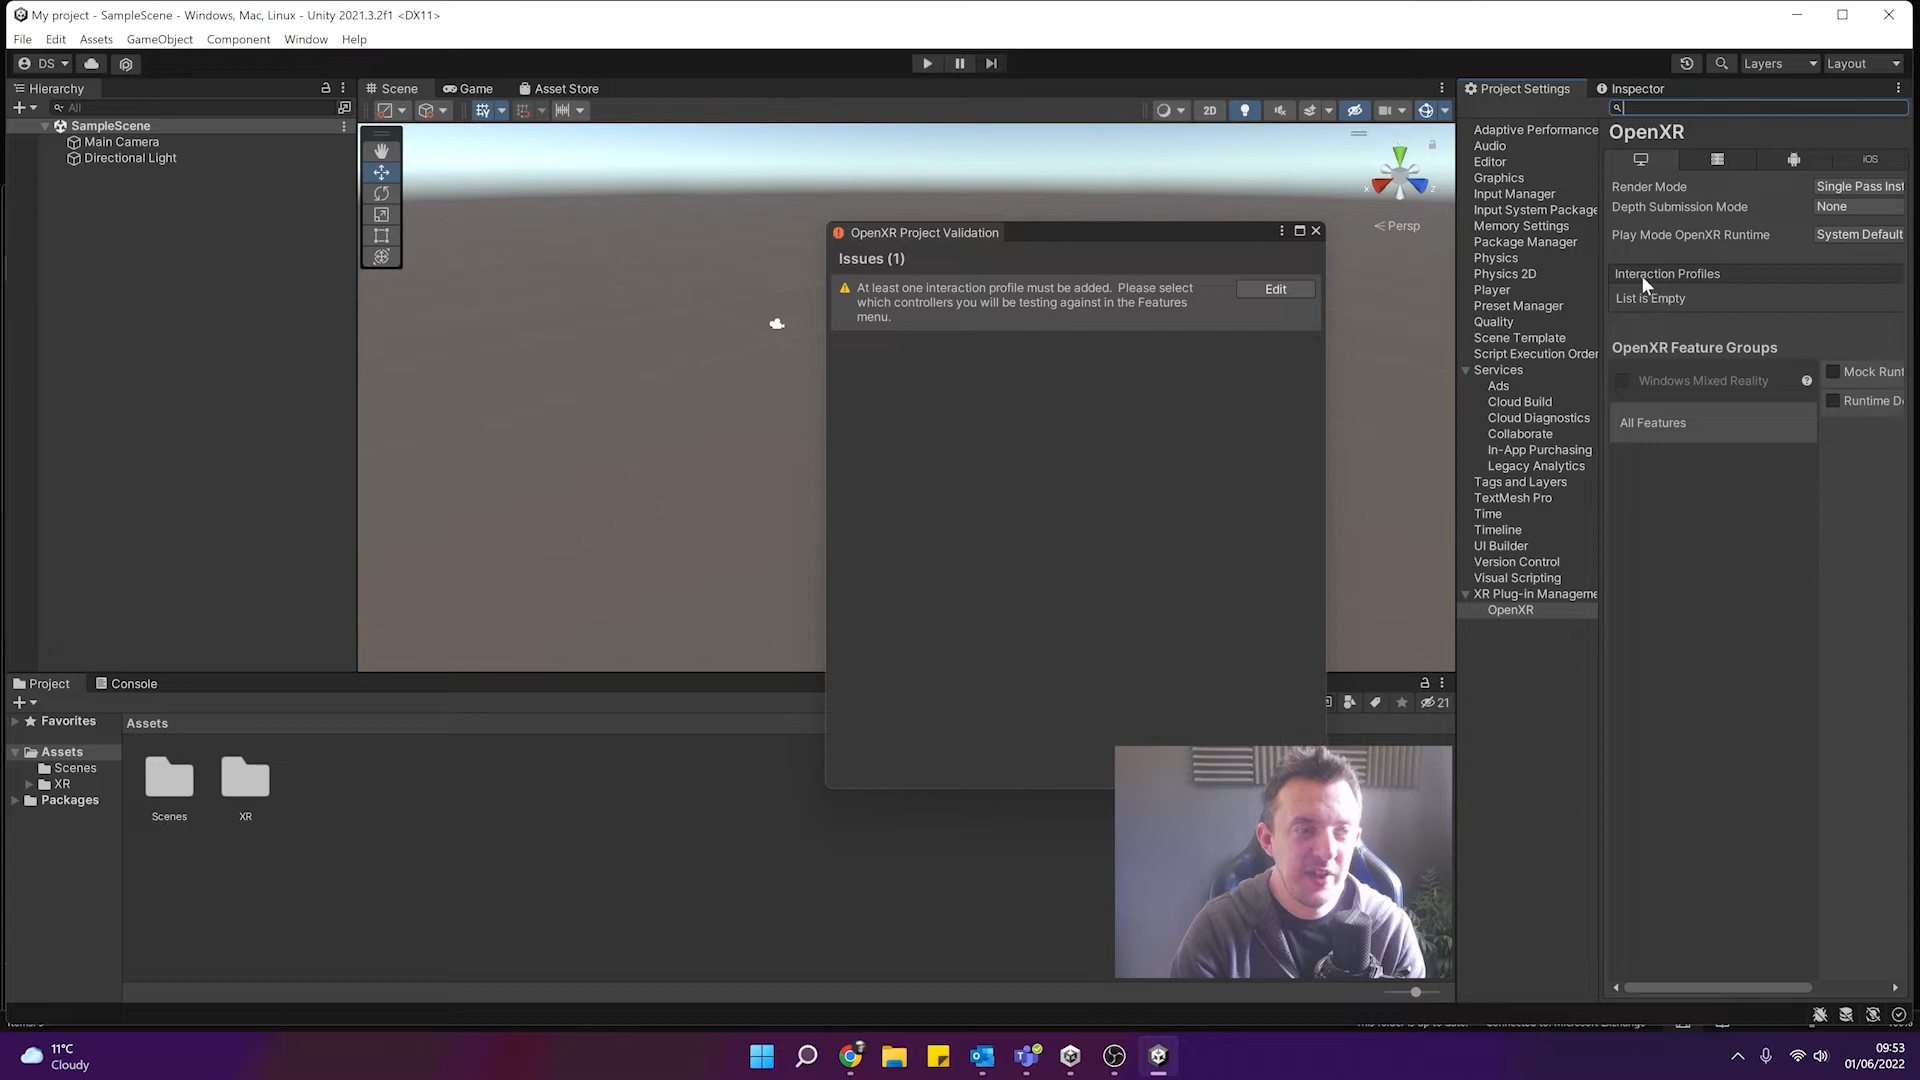 My project - SampleScene - Windows, Mac, Linux - Unity 2021.3.2f1 <DX11>
File Edit Assets GameObject Component Window Help
DS
Layers
Layout
Hierarchy
All
SampleScene
Main Camera
Directional Light
Scene
Game
Asset Store
2D
x
z
Persp
OpenXR Project Validation
Issues (1)
At least one interaction profile must be added. Please select
which controllers you will be testing against in the Features
menu.
Edit
Project Settings
Inspector
Adaptive Performance
Audio
Editor
Graphics
Input Manager
Input System Package
Memory Settings
Package Manager
Physics
Physics 2D
Player
Preset Manager
Quality
Scene Template
Script Execution Order
Services
Ads
Cloud Build
Cloud Diagnostics
Collaborate
In-App Purchasing
Legacy Analytics
Tags and Layers
TextMesh Pro
Time
Timeline
UI Builder
Version Control
Visual Scripting
XR Plug-in Manageme
OpenXR
OpenXR
iOS
Render Mode Single Pass Inst
Depth Submission Mode None
Play Mode OpenXR Runtime System Default
Interaction Profiles
List is Empty
OpenXR Feature Groups
Windows Mixed Reality
All Features
Mock Runt
Runtime D
Project
Console
21
Favorites
Assets
Scenes
XR
Packages
Assets
Scenes
XR
11°C
Cloudy
09:53
01/06/2022